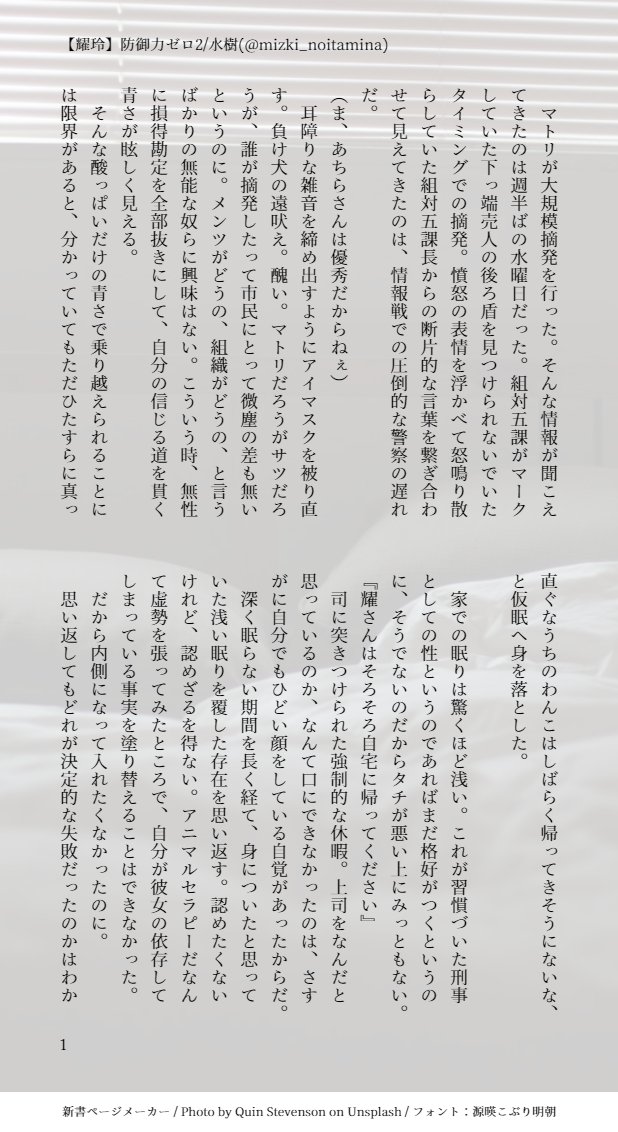 【耀玲】防御力ゼロ2/水樹(@mizki_noitamina)
　マトリが大規模摘発を行った。そんな情報が聞こえ
てきたのは週半ばの水曜日だった。組対五課がマーク
していた下っ端売人の後ろ盾を見つけられないでいた
タイミングでの摘発。憤怒の表情を浮かべて怒鳴り散
らしていた組対五課長からの断片的な言葉を繋ぎ合わ
せて見えてきたのは、情報戦での圧倒的な警察の遅れ
だ。
(ま、あちらさんは優秀だからねぇ)
　耳障りな雑音を締め出すようにアイマスクを被り直
す。負け犬の遠吠え。醜い。マトリだろうがサツだろ
うが、誰が摘発したって市民にとって微塵の差も無い
というのに。メンツがどうの、組織がどうの、と言う
ばかりの無能な奴らに興味はない。こういう時、無性
に損得勘定を全部抜きにして、自分の信じる道を貫く
青さが眩しく見える。
　そんな酸っぱいだけの青さで乗り越えられることに
は限界があると、分かっていてもただひたすらに真っ
直ぐなうちのわんこはしばらく帰ってきそうにないな、
と仮眠へ身を落とした。
　家での眠りは驚くほど浅い。これが習慣づいた刑事
としての性というのであればまだ格好がつくというの
に、そうでないのだからタチが悪い上にみっともない。
『耀さんはそろそろ自宅に帰ってください』
　司に突きつけられた強制的な休暇。上司をなんだと
思っているのか、なんて口にできなかったのは、さす
がに自分でもひどい顔をしている自覚があったからだ。
　深く眠らない期間を長く経て、身についたと思って
いた浅い眠りを覆した存在を思い返す。認めたくない
けれど、認めざるを得ない。アニマルセラピーだなん
て虚勢を張ってみたところで、自分が彼女の依存して
しまっている事実を塗り替えることはできなかった。
　だから内側になって入れたくなかったのに。
　思い返してもどれが決定的な失敗だったのかはわか
1
新書ページメーカー / Photo by Quin Stevenson on Unsplash / フォント：源暎こぶり明朝